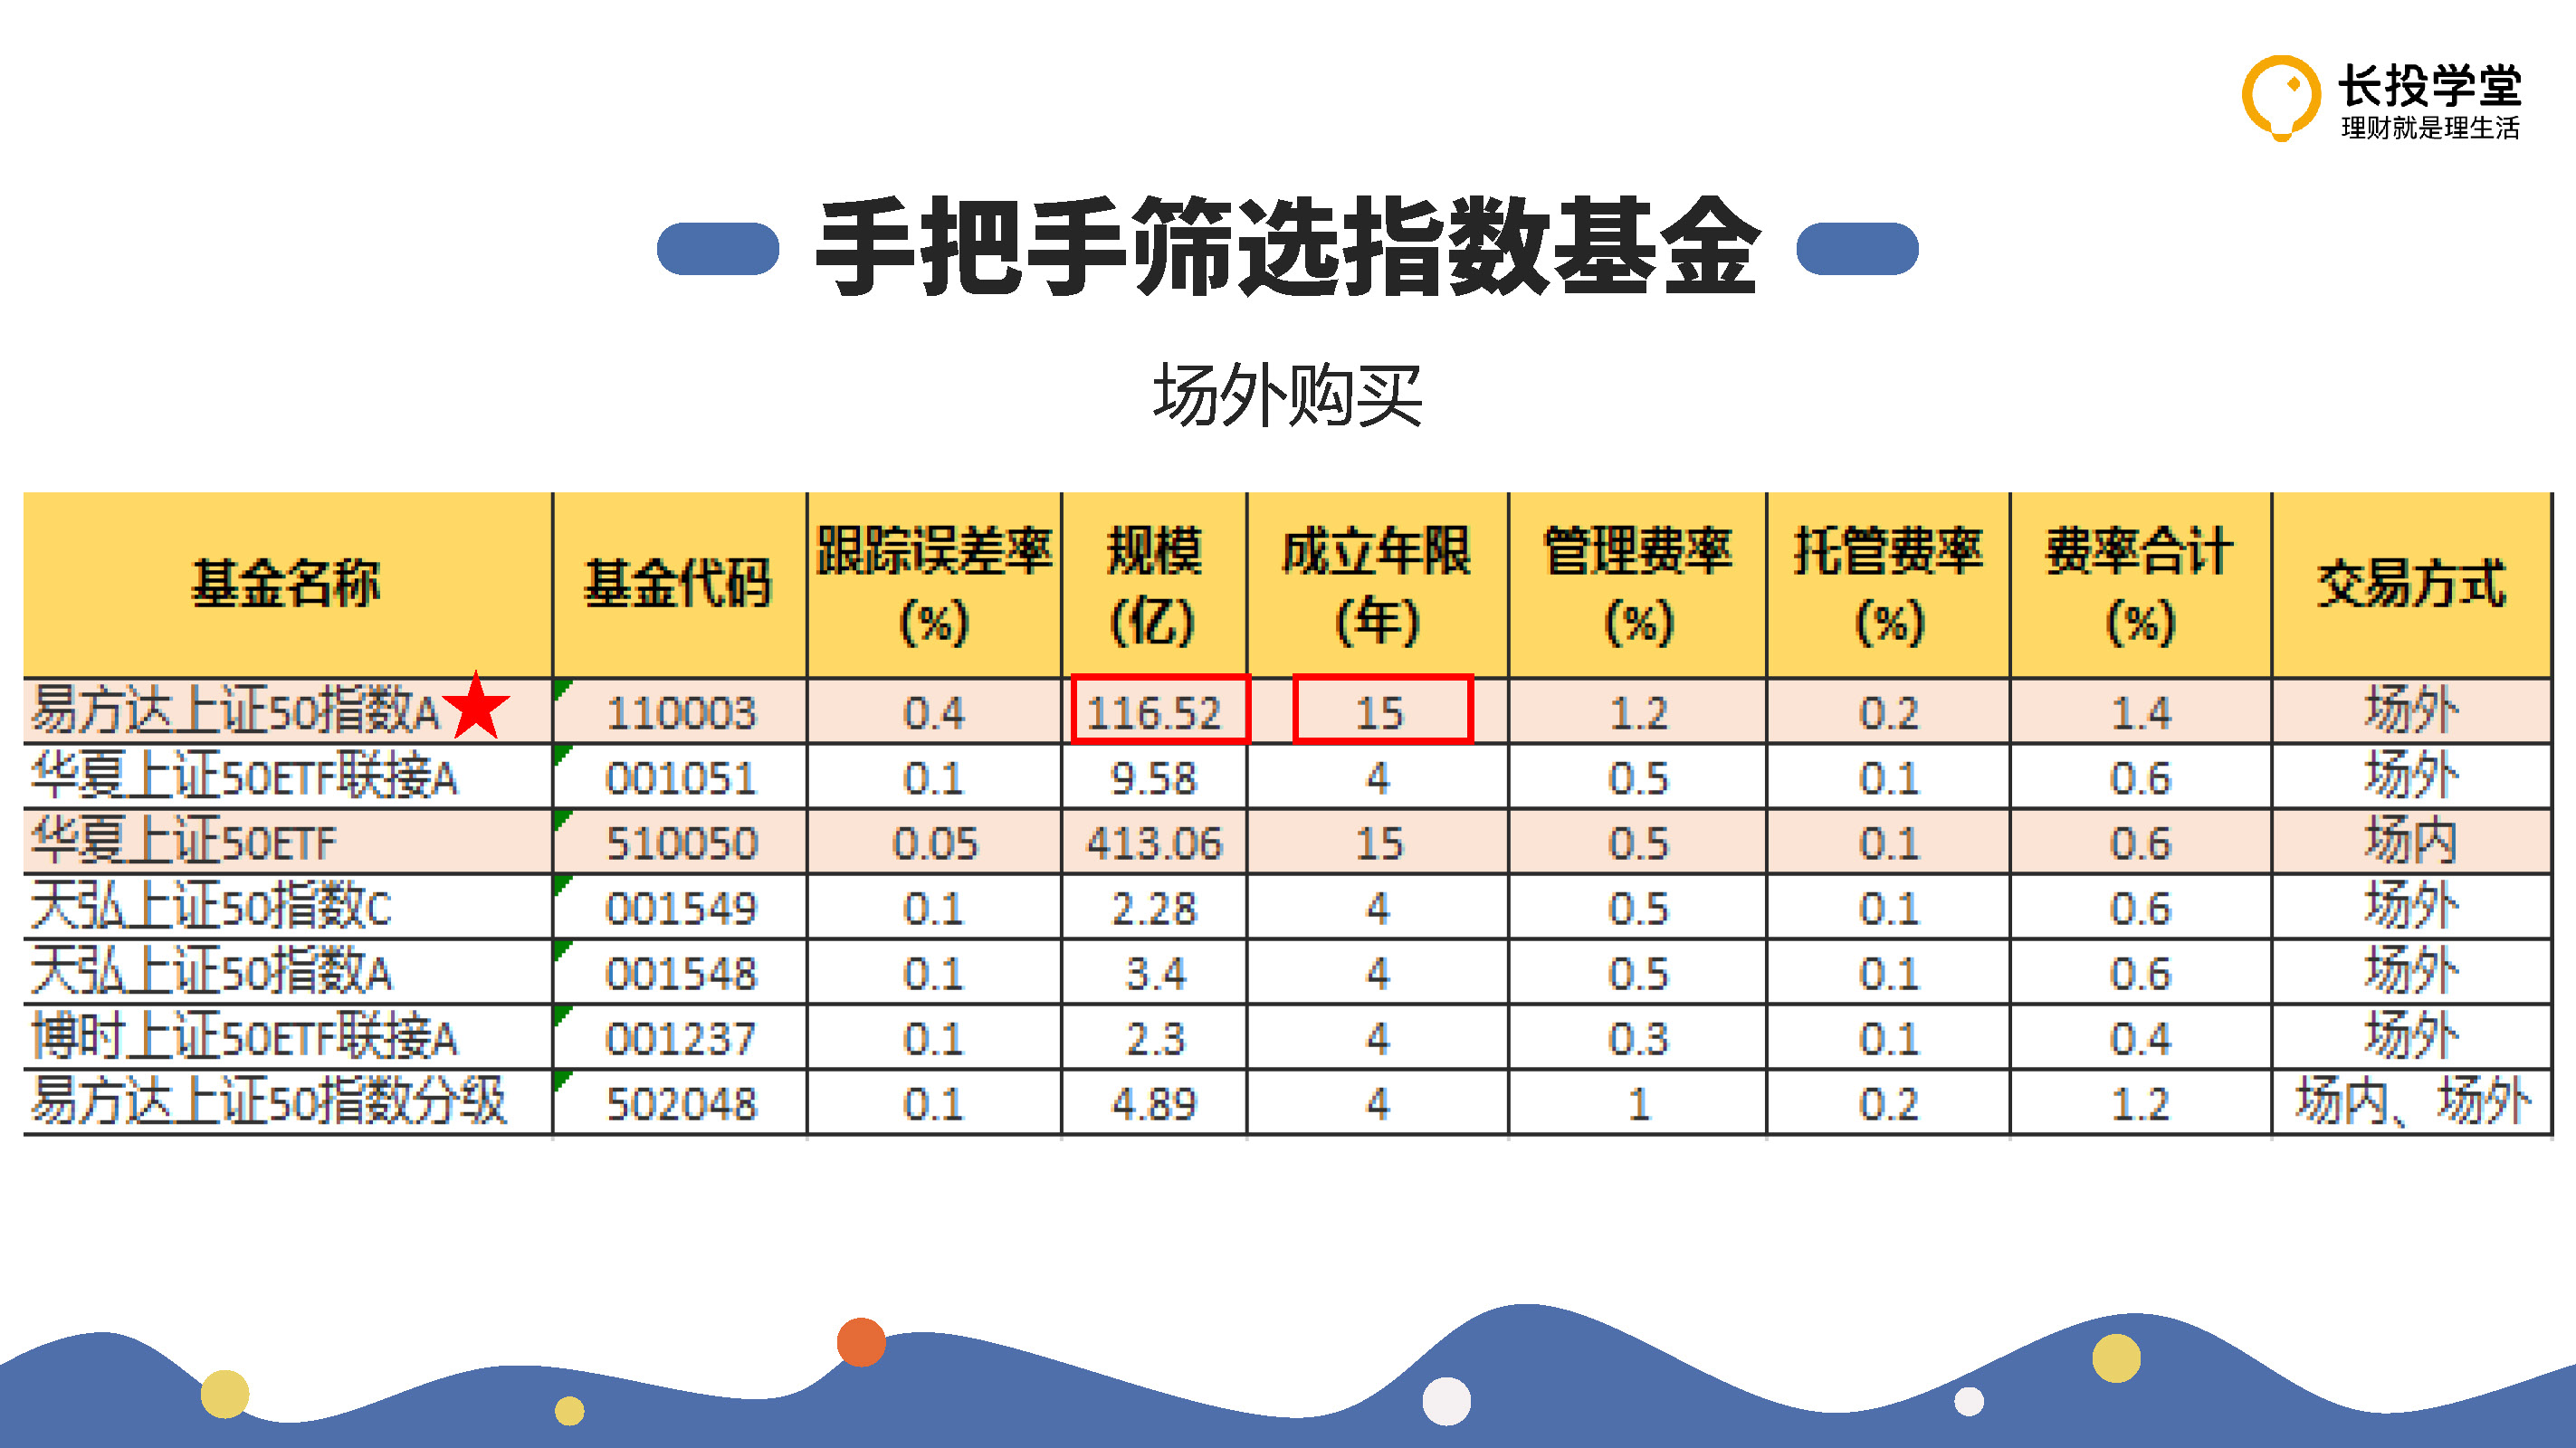 长投学堂
理财就是理生活
手把手筛选指数基金
场外购买
基金名称 基金代码 跟踪误差率(%) 规模(亿) 成立年限(年) 管理费率(%) 托管费率(%) 费率合计(%) 交易方式
易方达上证50指数A 110003 0.4 116.52 15 1.2 0.2 1.4 场外
华夏上证50ETF联接A 001051 0.1 9.58 4 0.5 0.1 0.6 场外
华夏上证50ETF 510050 0.05 413.06 15 0.5 0.1 0.6 场内
天弘上证50指数C 001549 0.1 2.28 4 0.5 0.1 0.6 场外
天弘上证50指数A 001548 0.1 3.4 4 0.5 0.1 0.6 场外
博时上证50ETF联接A 001237 0.1 2.3 4 0.3 0.1 0.4 场外
易方达上证50指数分级 502048 0.1 4.89 4 1 0.2 1.2 场内、场外